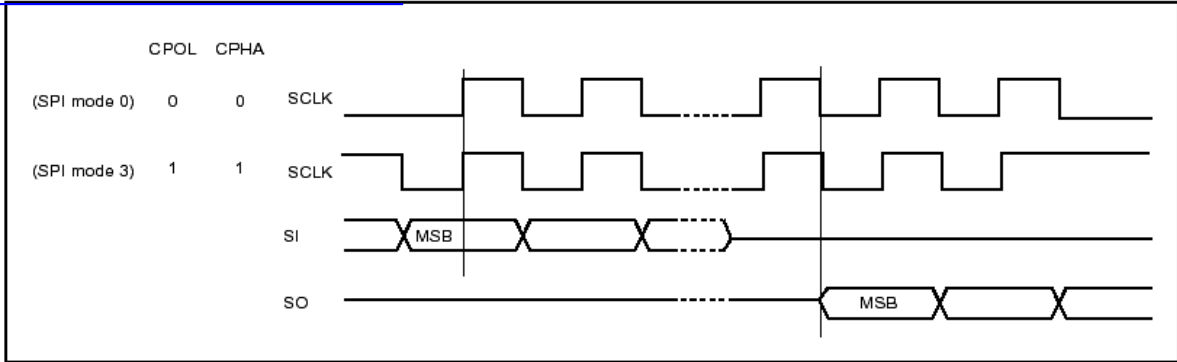 CPOL CPHA
(SPI mode 0) 0 0 SCLK
(SPI mode 3) 1 1 SCLK
SI MSB
SO MSB